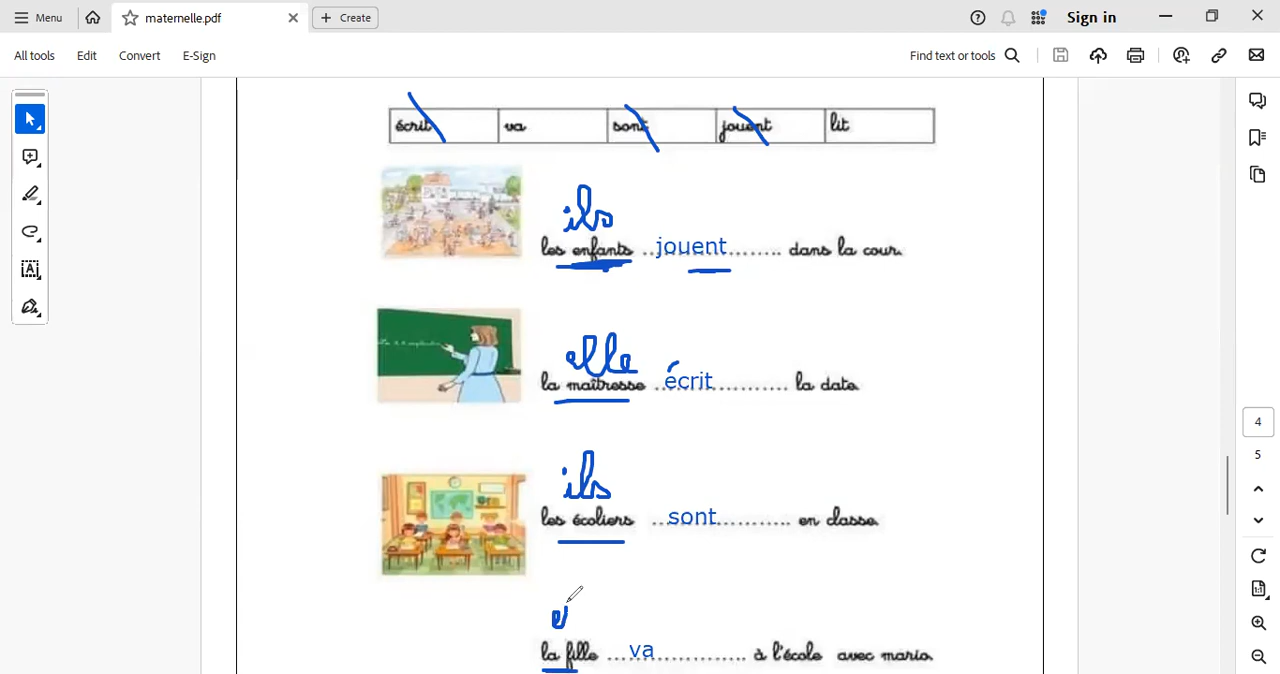 Menu maternelle.pdf Create Sign in
All tools Edit Convert E-Sign Find text or tools
écrit va sont jouent lit
ils
les enfants ...jouent........ dans la cour.
elle
la maîtresse ...écrit............ la date.
ils
les écoliers ...sont............ en classe.
la fille ....va.............. à l'école avec mario.
4
5